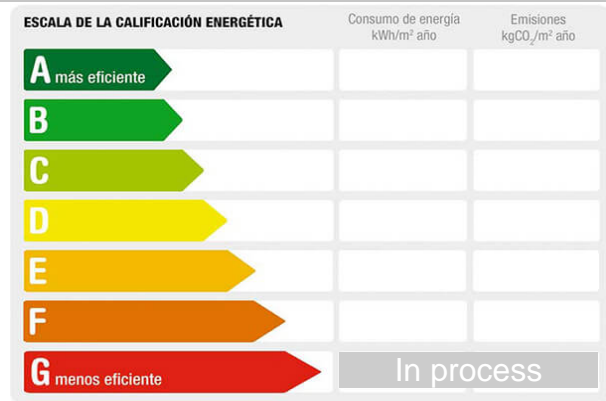 ESCALA DE LA CALIFICACIÓN ENERGÉTICA
Consumo de energía
kWh/m² año
Emisiones
kgCO₂/m² año
A más eficiente
B
C
D
E
F
G menos eficiente
In process